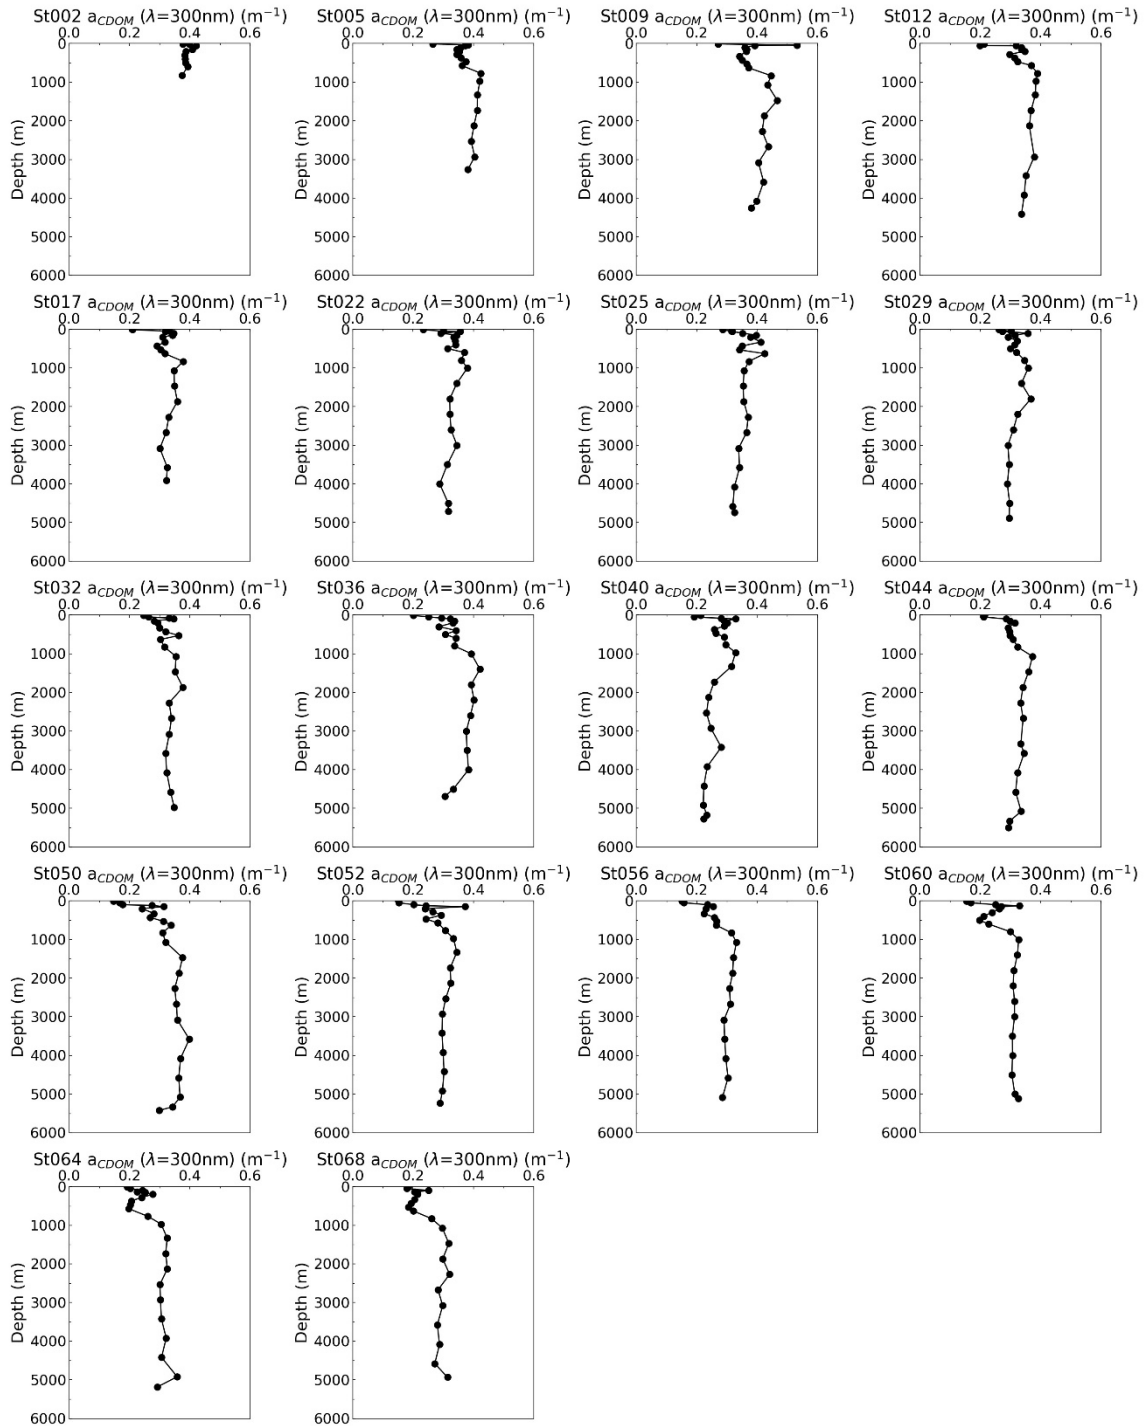 St002 a_CDOM (λ=300nm) (m⁻¹)
0.0 0.2 0.4 0.6
Depth (m)
0
1000
2000
3000
4000
5000
6000
St005 a_CDOM (λ=300nm) (m⁻¹)
0.0 0.2 0.4 0.6
Depth (m)
0
1000
2000
3000
4000
5000
6000
St009 a_CDOM (λ=300nm) (m⁻¹)
0.0 0.2 0.4 0.6
Depth (m)
0
1000
2000
3000
4000
5000
6000
St012 a_CDOM (λ=300nm) (m⁻¹)
0.0 0.2 0.4 0.6
Depth (m)
0
1000
2000
3000
4000
5000
6000
St017 a_CDOM (λ=300nm) (m⁻¹)
0.0 0.2 0.4 0.6
Depth (m)
0
1000
2000
3000
4000
5000
6000
St022 a_CDOM (λ=300nm) (m⁻¹)
0.0 0.2 0.4 0.6
Depth (m)
0
1000
2000
3000
4000
5000
6000
St025 a_CDOM (λ=300nm) (m⁻¹)
0.0 0.2 0.4 0.6
Depth (m)
0
1000
2000
3000
4000
5000
6000
St029 a_CDOM (λ=300nm) (m⁻¹)
0.0 0.2 0.4 0.6
Depth (m)
0
1000
2000
3000
4000
5000
6000
St032 a_CDOM (λ=300nm) (m⁻¹)
0.0 0.2 0.4 0.6
Depth (m)
0
1000
2000
3000
4000
5000
6000
St036 a_CDOM (λ=300nm) (m⁻¹)
0.0 0.2 0.4 0.6
Depth (m)
0
1000
2000
3000
4000
5000
6000
St040 a_CDOM (λ=300nm) (m⁻¹)
0.0 0.2 0.4 0.6
Depth (m)
0
1000
2000
3000
4000
5000
6000
St044 a_CDOM (λ=300nm) (m⁻¹)
0.0 0.2 0.4 0.6
Depth (m)
0
1000
2000
3000
4000
5000
6000
St050 a_CDOM (λ=300nm) (m⁻¹)
0.0 0.2 0.4 0.6
Depth (m)
0
1000
2000
3000
4000
5000
6000
St052 a_CDOM (λ=300nm) (m⁻¹)
0.0 0.2 0.4 0.6
Depth (m)
0
1000
2000
3000
4000
5000
6000
St056 a_CDOM (λ=300nm) (m⁻¹)
0.0 0.2 0.4 0.6
Depth (m)
0
1000
2000
3000
4000
5000
6000
St060 a_CDOM (λ=300nm) (m⁻¹)
0.0 0.2 0.4 0.6
Depth (m)
0
1000
2000
3000
4000
5000
6000
St064 a_CDOM (λ=300nm) (m⁻¹)
0.0 0.2 0.4 0.6
Depth (m)
0
1000
2000
3000
4000
5000
6000
St068 a_CDOM (λ=300nm) (m⁻¹)
0.0 0.2 0.4 0.6
Depth (m)
0
1000
2000
3000
4000
5000
6000